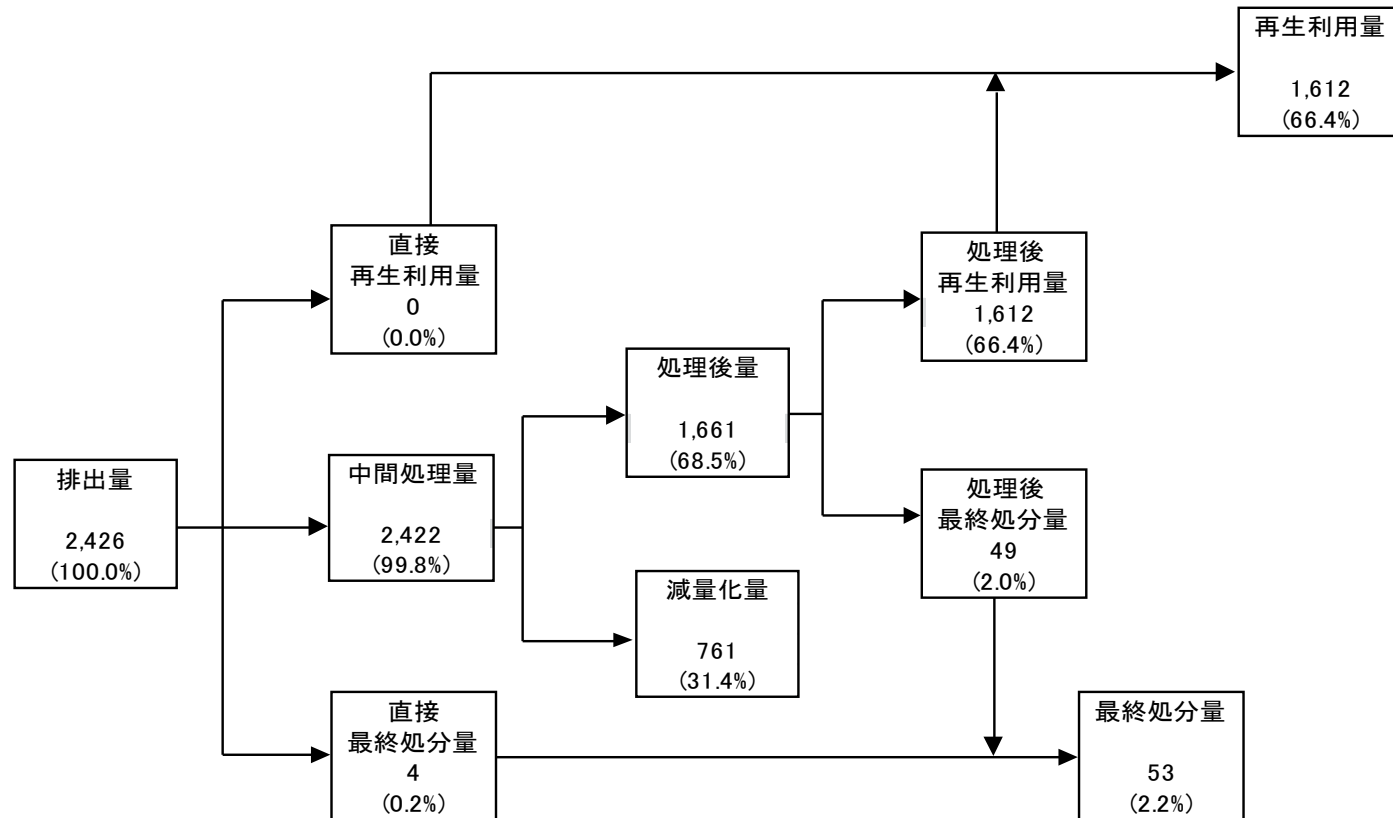 再生利用量
1,612
(66.4%)
直接
再生利用量
0
(0.0%)
処理後
再生利用量
1,612
(66.4%)
処理後量
1,661
(68.5%)
排出量
2,426
(100.0%)
中間処理量
2,422
(99.8%)
処理後
最終処分量
49
(2.0%)
減量化量
761
(31.4%)
直接
最終処分量
4
(0.2%)
最終処分量
53
(2.2%)